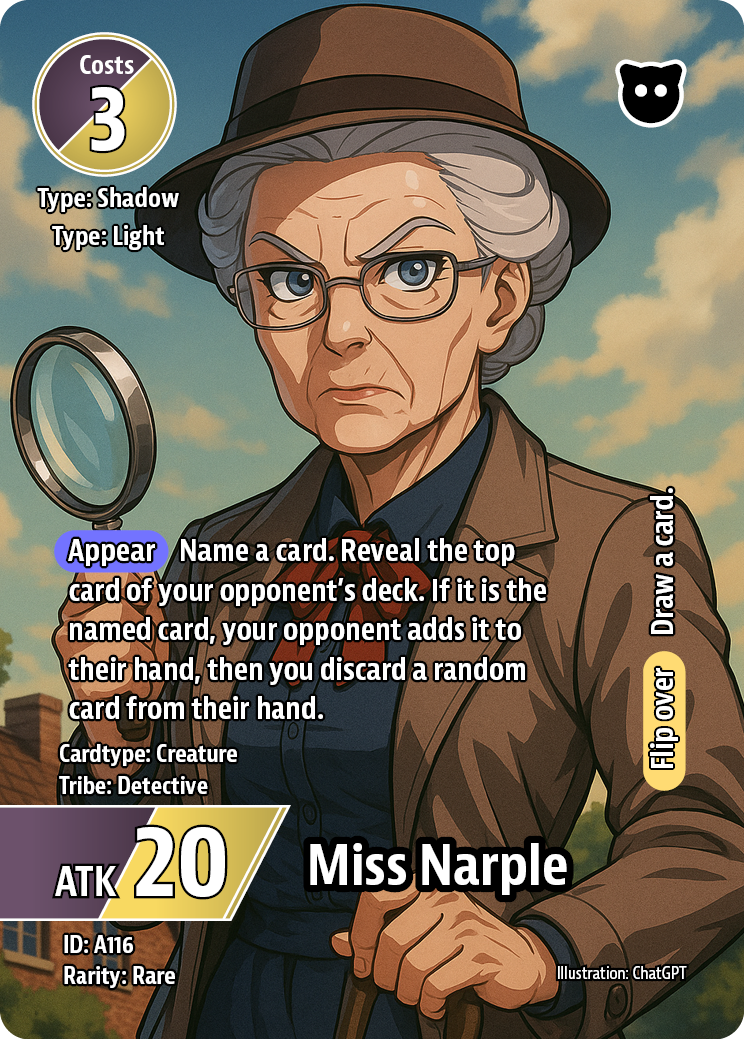 Costs
3
Type: Shadow
Type: Light
Appear Name a card. Reveal the top
card of your opponent's deck. If it is the
named card, your opponent adds it to
their hand, then you discard a random
card from their hand.
Flip over Draw a card.
Cardtype: Creature
Tribe: Detective
ATK 20
Miss Narple
ID: A116
Rarity: Rare
Illustration: ChatGPT